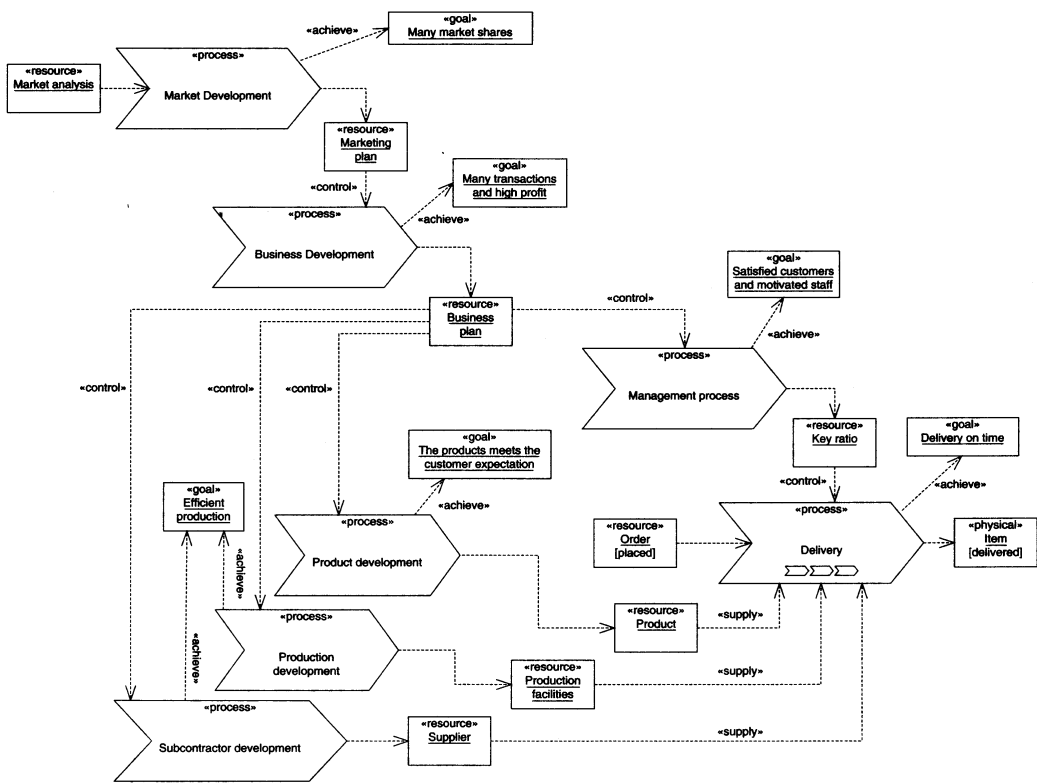 «goal»
Many market shares
«achieve»
«process»
Market Development
«resource»
Market analysis
«resource»
Marketing
plan
«control»
«goal»
Many transactions
and high profit
«achieve»
«process»
Business Development
«goal»
Satisfied customers
and motivated staff
«resource»
Business
plan
«control»
«achieve»
«process»
Management process
«control»
«control»
«control»
«resource»
Key ratio
«goal»
Delivery on time
«goal»
The products meets the
customer expectation
«control»
«achieve»
«goal»
Efficient
production
«achieve»
«process»
Product development
«resource»
Order
[placed]
«process»
Delivery
«physical»
Item
[delivered]
«achieve»
«achieve»
«process»
Production
development
«resource»
Product
«supply»
«resource»
Production
facilities
«supply»
«process»
Subcontractor development
«resource»
Supplier
«supply»